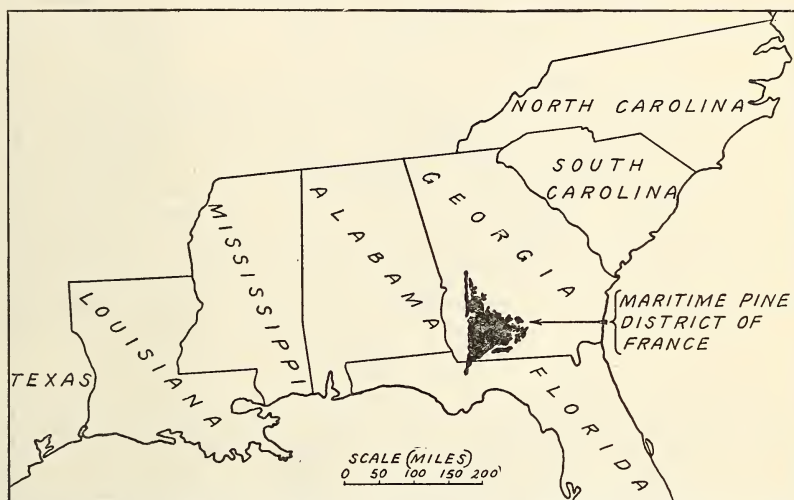 NORTH CAROLINA
SOUTH
CAROLINA
GEORGIA
ALABAMA
MISSISSIPPI
LOUISIANA
TEXAS
MARITIME PINE
DISTRICT OF
FRANCE
FLORIDA
SCALE (MILES)
0 50 100 150 200